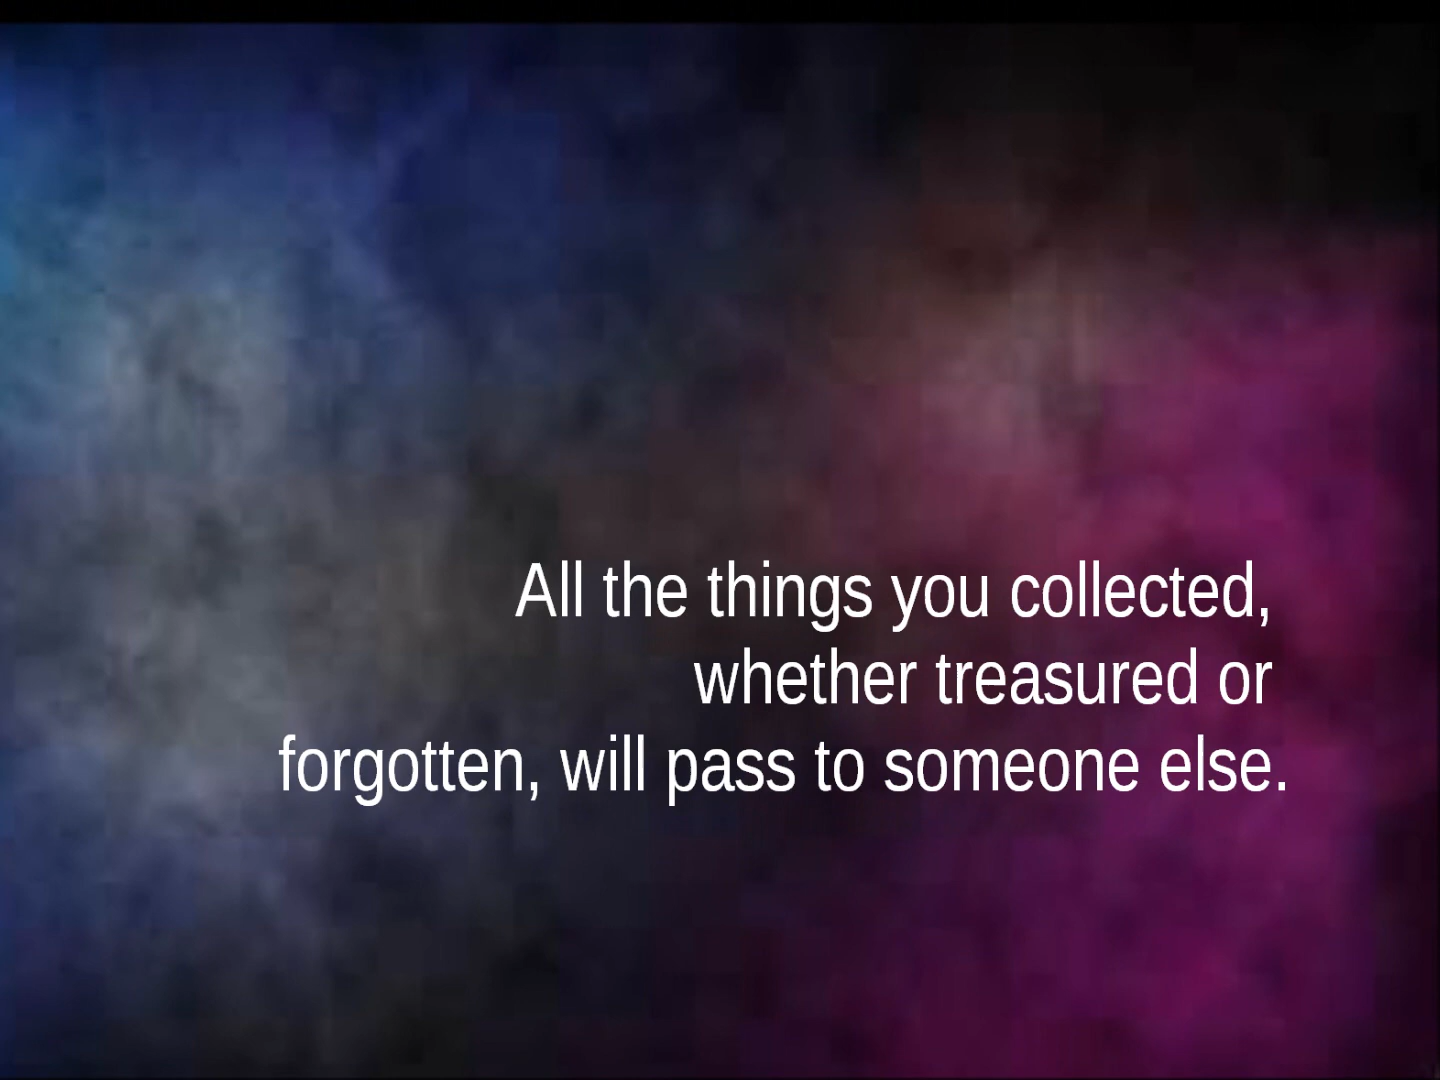 All the things you collected,
whether treasured or
forgotten, will pass to someone else.